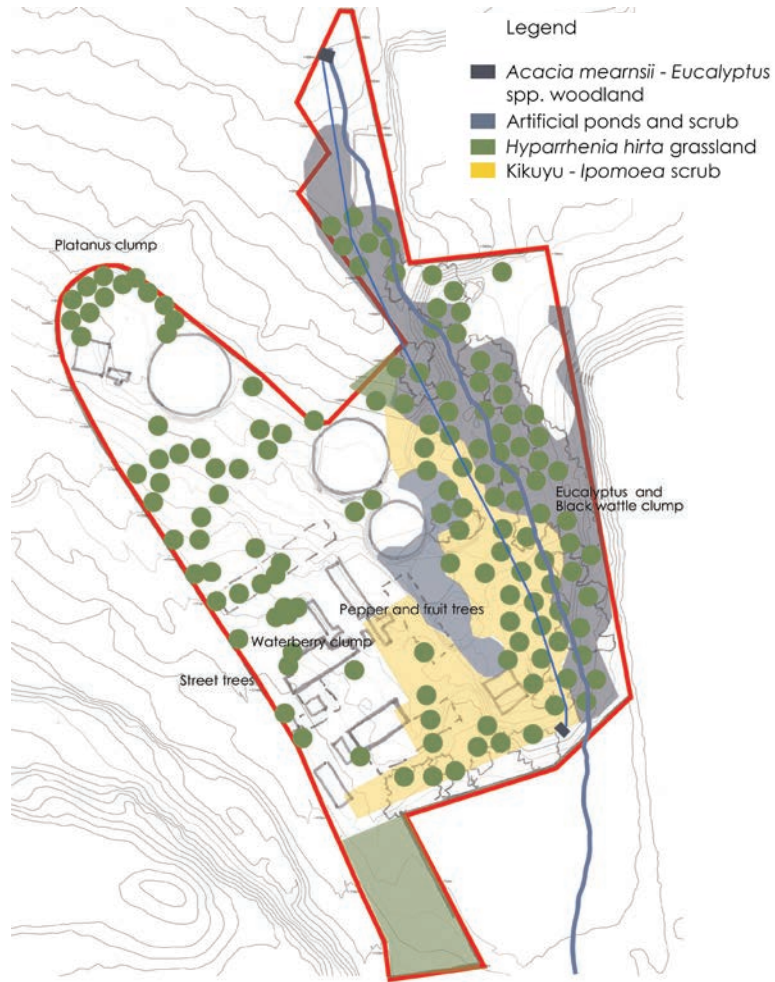 Legend
Acacia mearnsii - Eucalyptus
spp. woodland
Artificial ponds and scrub
Hyparrhenia hirta grassland
Kikuyu - Ipomoea scrub
Platanus clump
Eucalyptus and
Black wattle clump
Pepper and fruit trees
Waterberry clump
Street trees